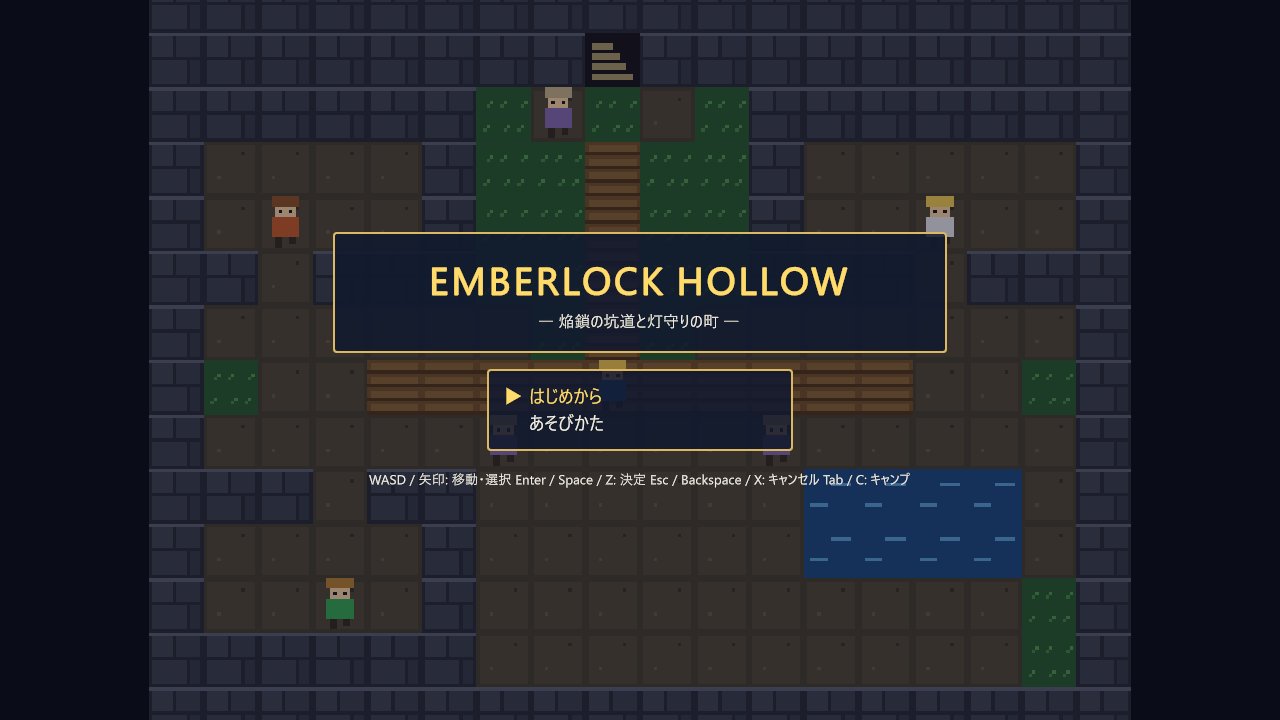 EMBERLOCK HOLLOW
— 焔鎖の坑道と灯守りの町 —
▶ はじめから
あそびかた
WASD / 矢印: 移動・選択 Enter / Space / Z: 決定 Esc / Backspace / X: キャンセル Tab / C: キャンプ